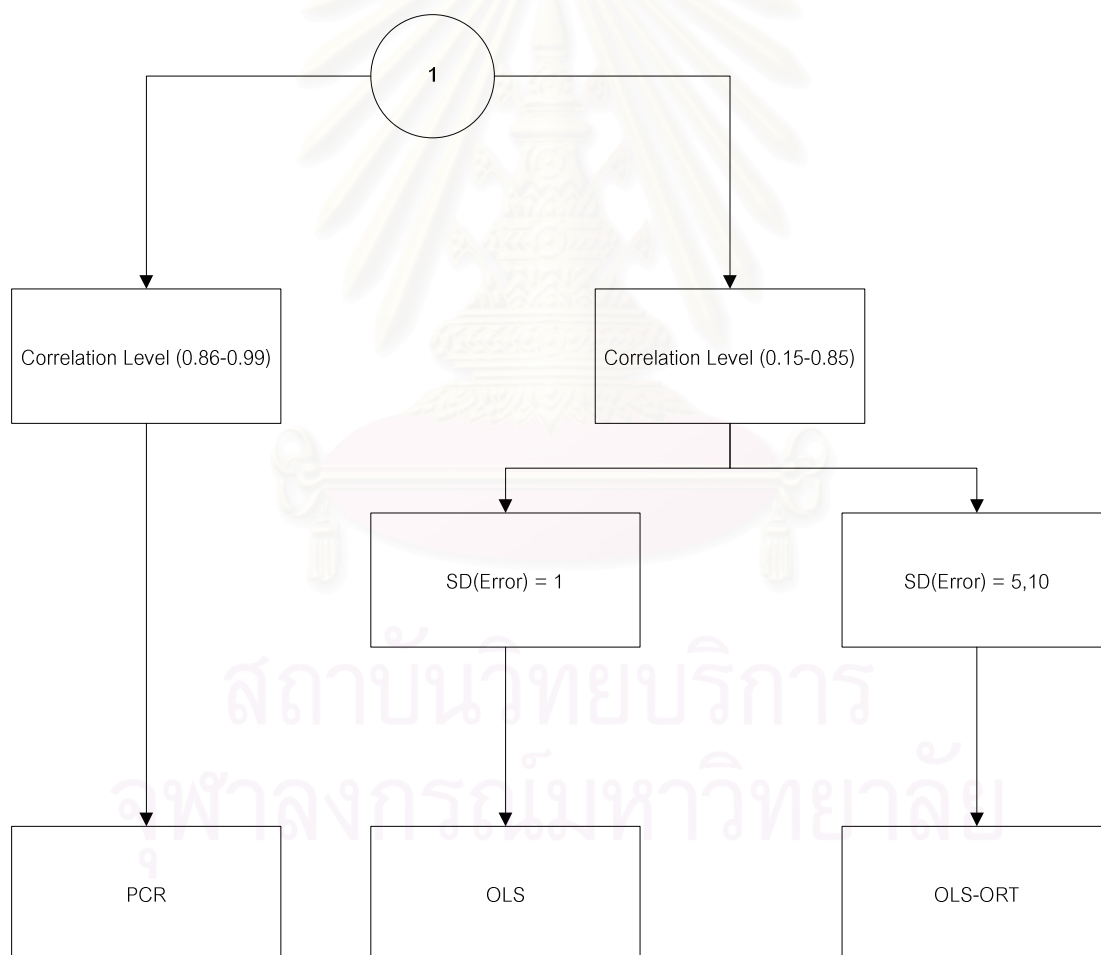 1
Correlation Level (0.86-0.99)
Correlation Level (0.15-0.85)
SD(Error) = 1
SD(Error) = 5,10
สถาบันวิทยบริการ
จุฬาลงกรณ์มหาวิทยาลัย
PCR
OLS
OLS-ORT